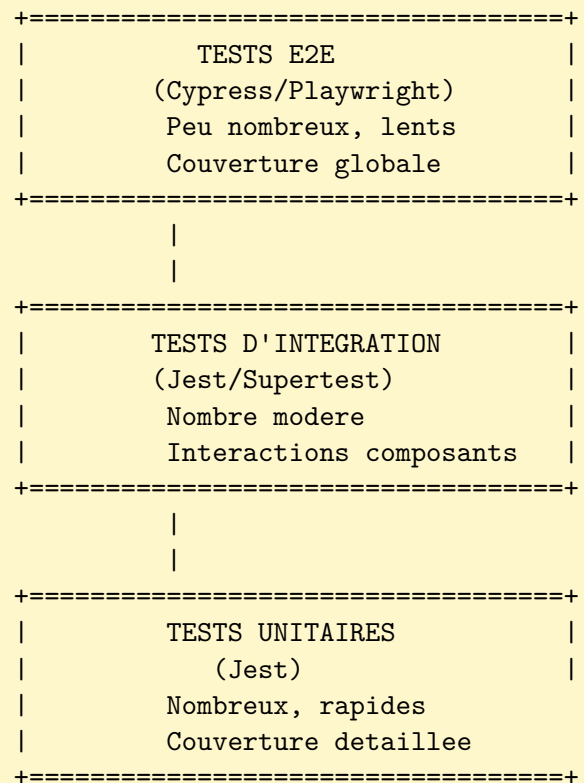 +===================================+
|           TESTS E2E               |
|        (Cypress/Playwright)       |
|         Peu nombreux, lents       |
|         Couverture globale        |
+===================================+
          |
          |
+===================================+
|        TESTS D'INTEGRATION        |
|        (Jest/Supertest)           |
|         Nombre modere             |
|         Interactions composants   |
+===================================+
          |
          |
+===================================+
|         TESTS UNITAIRES           |
|            (Jest)                 |
|         Nombreux, rapides         |
|         Couverture detaillee      |
+===================================+